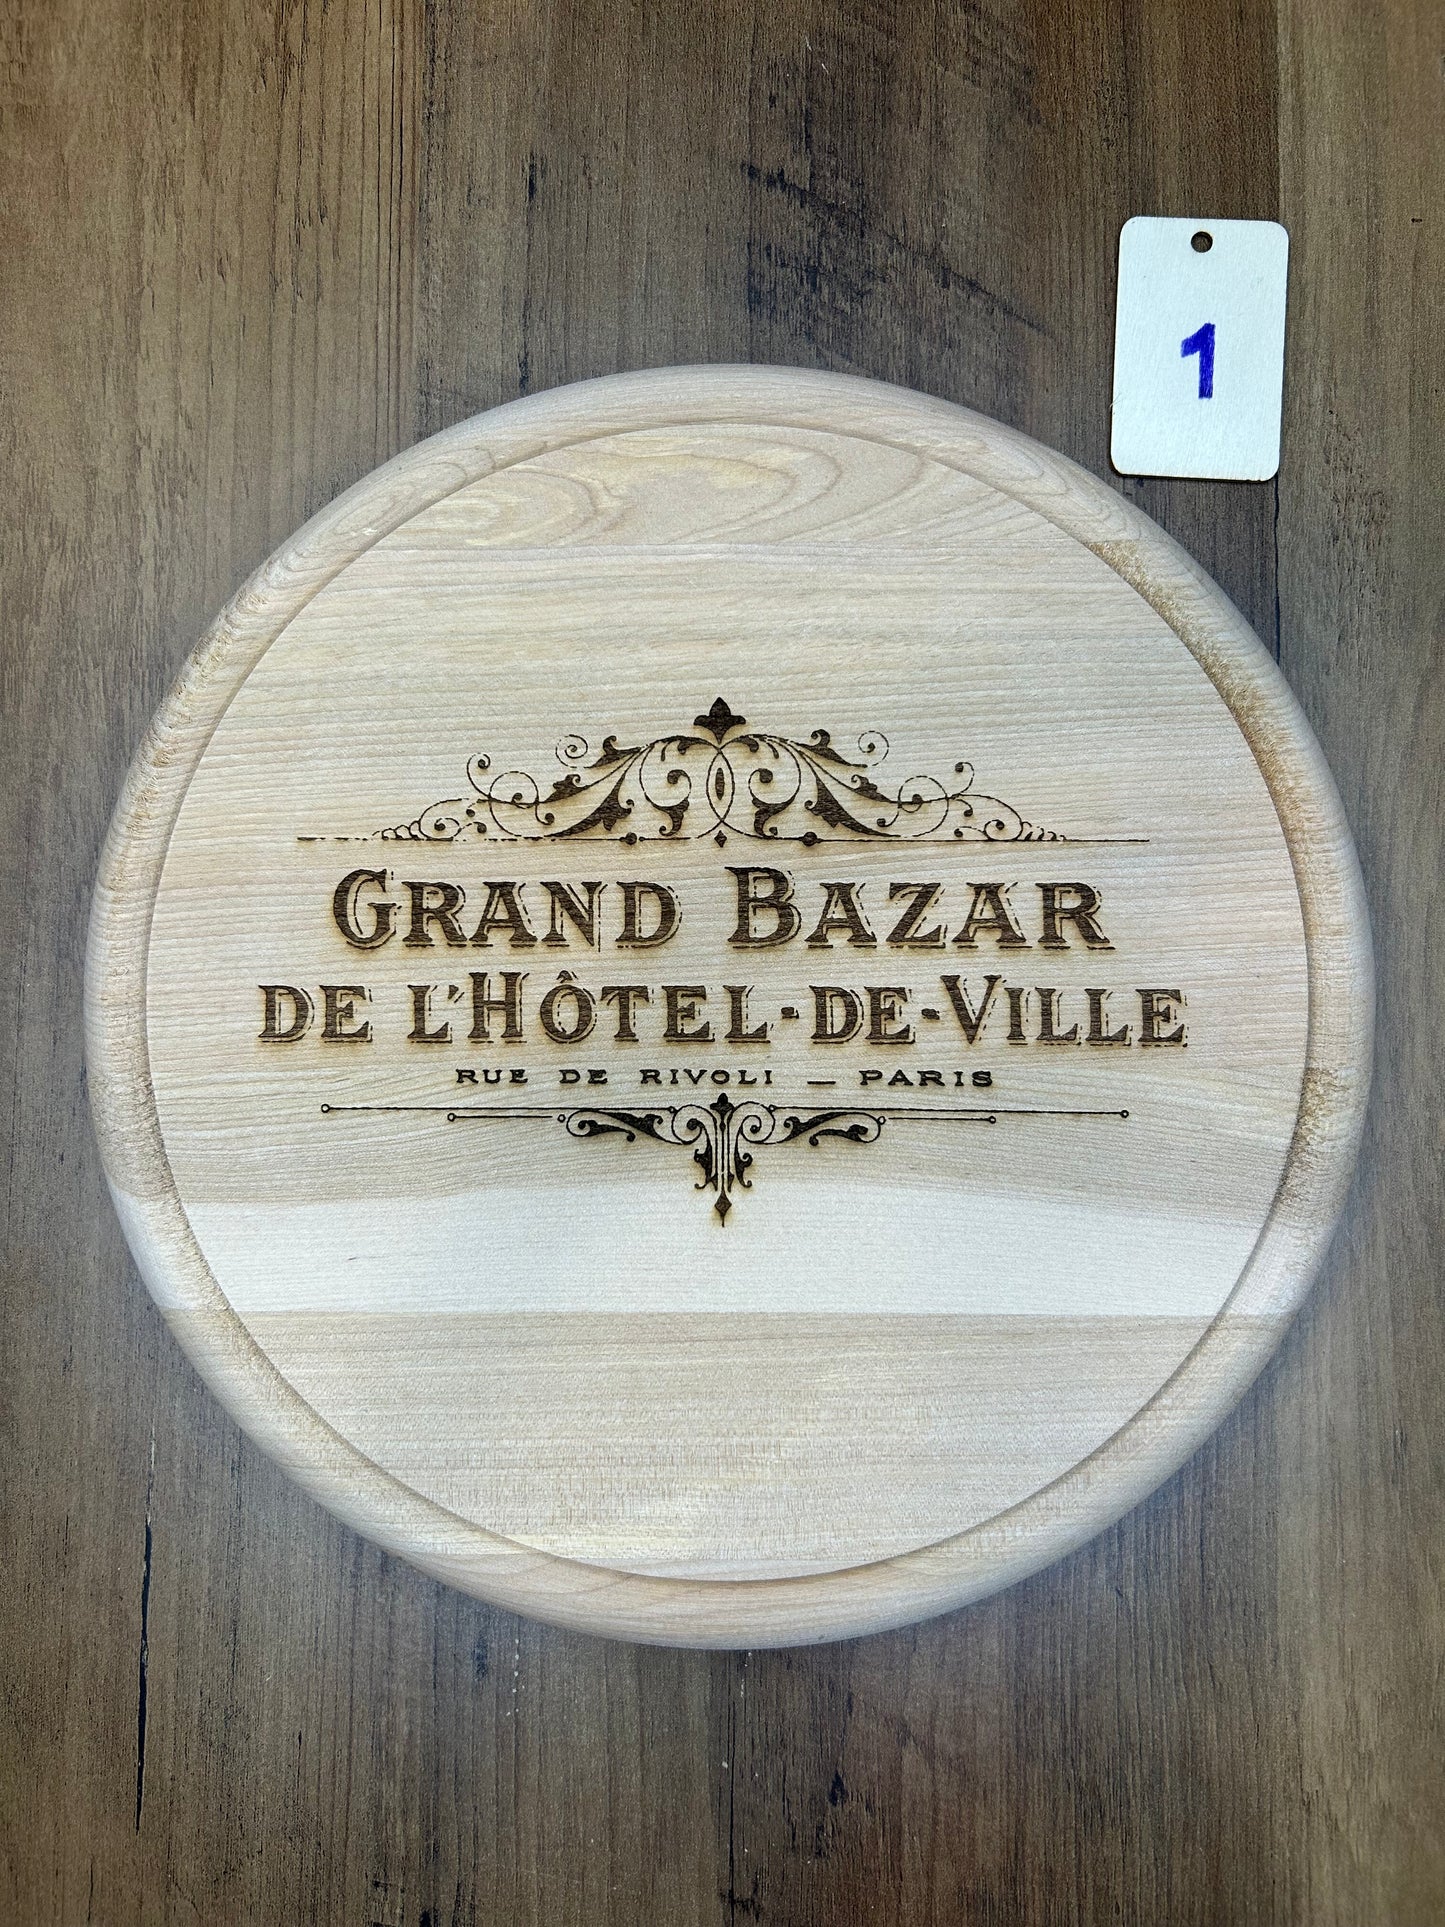 1
GRAND BAZAR
DE L'HÔTEL-DE-VILLE
RUE DE RIVOLI — PARIS